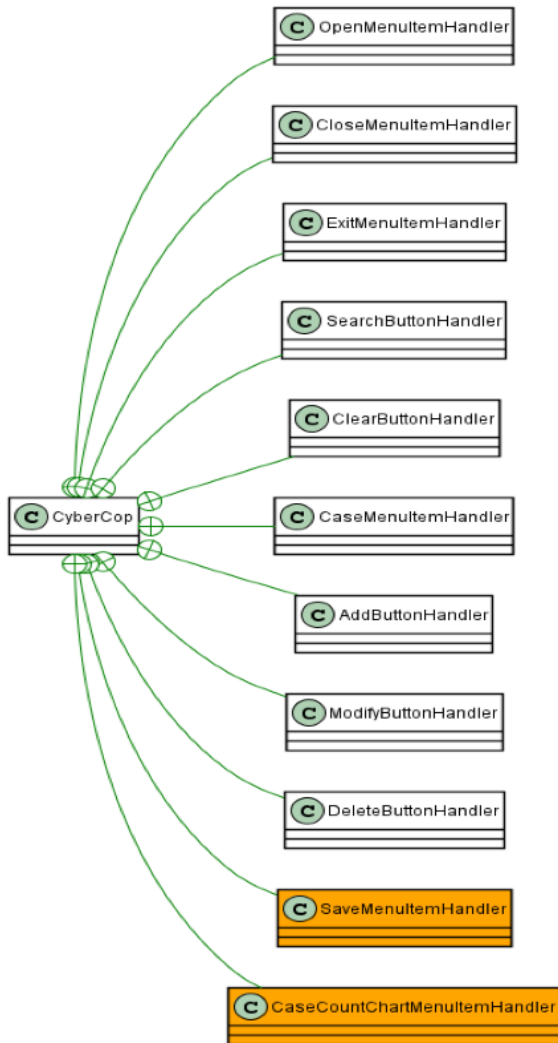 C OpenMenuItemHandler
C CloseMenuItemHandler
C ExitMenuItemHandler
C SearchButtonHandler
C ClearButtonHandler
C CyberCop
C CaseMenuItemHandler
C AddButtonHandler
C ModifyButtonHandler
C DeleteButtonHandler
C SaveMenuItemHandler
C CaseCountChartMenuItemHandler